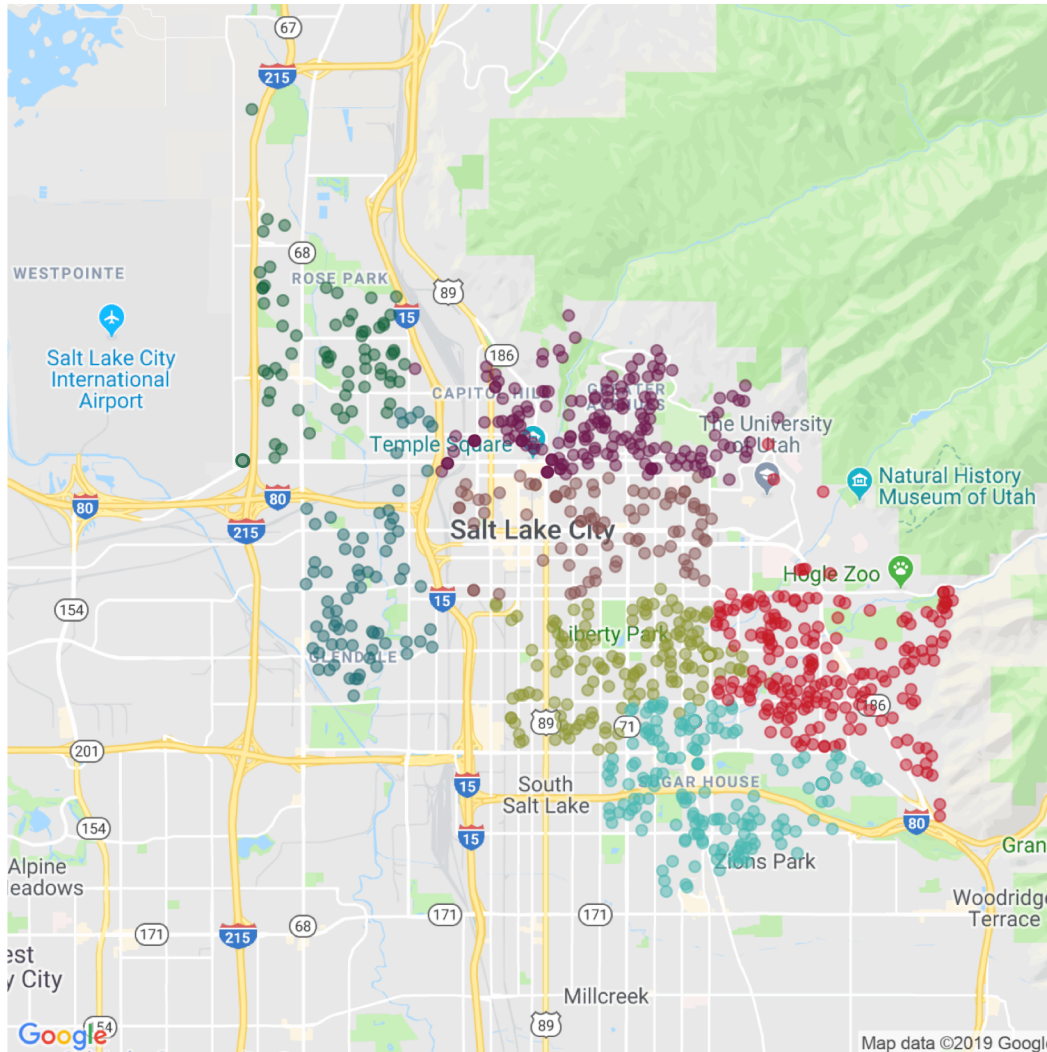 67
215
WESTPOINTE
68
ROSE PARK
89
15
Salt Lake City
International
Airport
186
CAPITOL HILL
GREATER
AVENUES
Temple Square
The University
of Utah
Natural History
Museum of Utah
80
80
215
Salt Lake City
Hogle Zoo
154
15
Liberty Park
GLENDALE
186
89
71
201
SUGAR HOUSE
South
Salt Lake
15
80
154
15
Alpine
Meadows
Zions Park
Gran
Woodridge
Terrace
171
171
68
171
215
est
y City
Millcreek
Google
154
89
Map data ©2019 Google